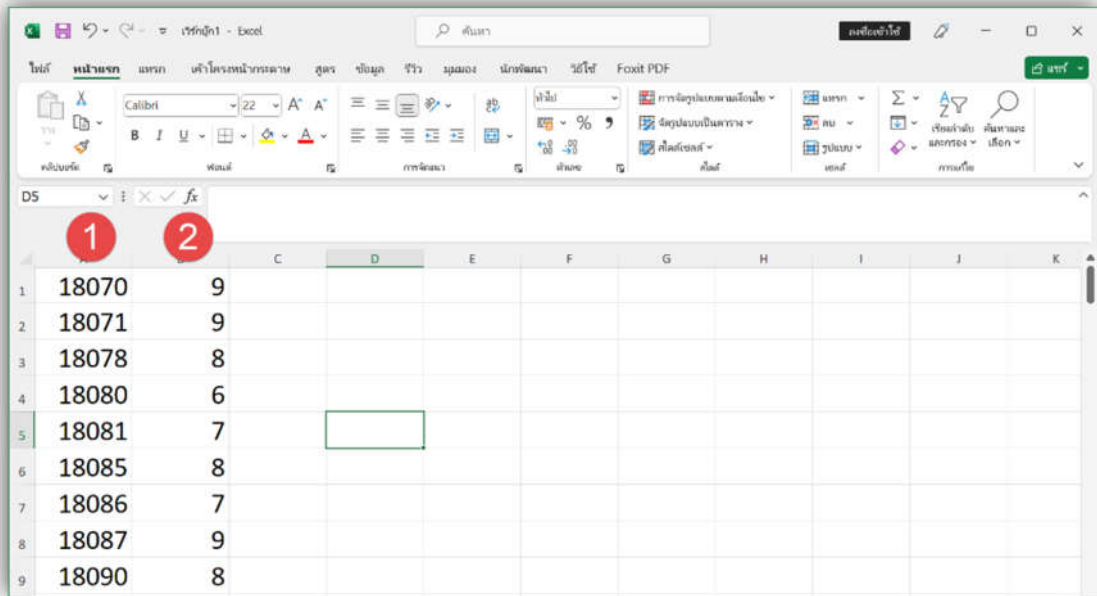 เวิร์กบุ๊ก1 - Excel ค้นหา ลงชื่อเข้าใช้
ไฟล์ หน้าแรก แทรก เค้าโครงหน้ากระดาษ สูตร ข้อมูล รีวิว มุมมอง นักพัฒนา วิธีใช้ Foxit PDF แชร์
วาง Calibri 22 A A ทั่วไป การจัดรูปแบบตามเงื่อนไข แทรก Σ
B I U A % จัดรูปแบบเป็นตาราง ลบ เรียงลำดับ ค้นหาและ
สไตล์เซลล์ รูปแบบ และกรอง เลือก
คลิปบอร์ด ฟอนต์ การจัดแนว ตัวเลข สไตล์ เซลล์ การแก้ไข
D5 fx
1 2
C D E F G H I J K
1 18070 9
2 18071 9
3 18078 8
4 18080 6
5 18081 7
6 18085 8
7 18086 7
8 18087 9
9 18090 8